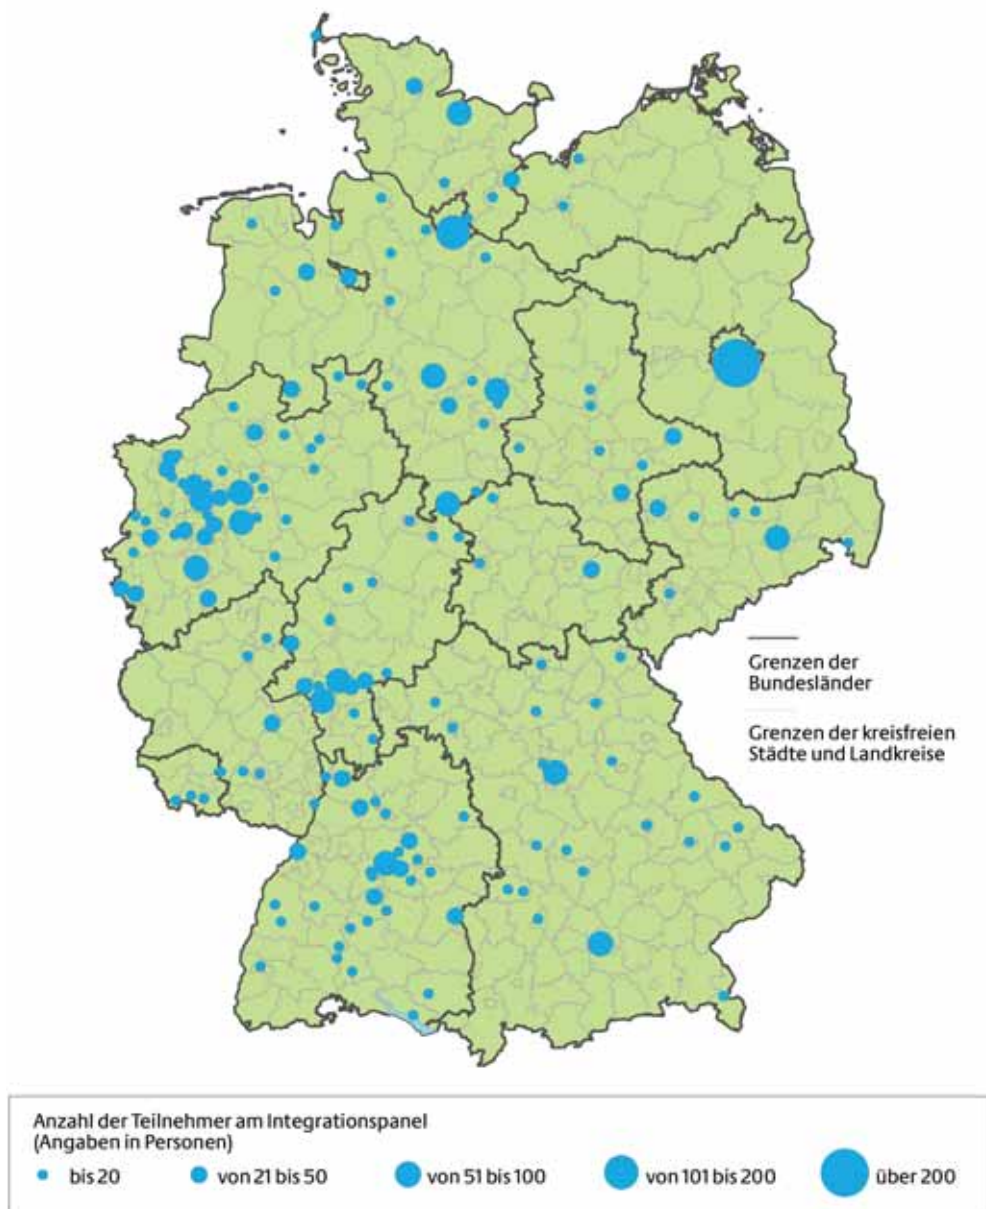 Grenzen der
Bundesländer
Grenzen der kreisfreien
Städte und Landkreise
Anzahl der Teilnehmer am Integrationspanel
(Angaben in Personen)
bis 20
von 21 bis 50
von 51 bis 100
von 101 bis 200
über 200